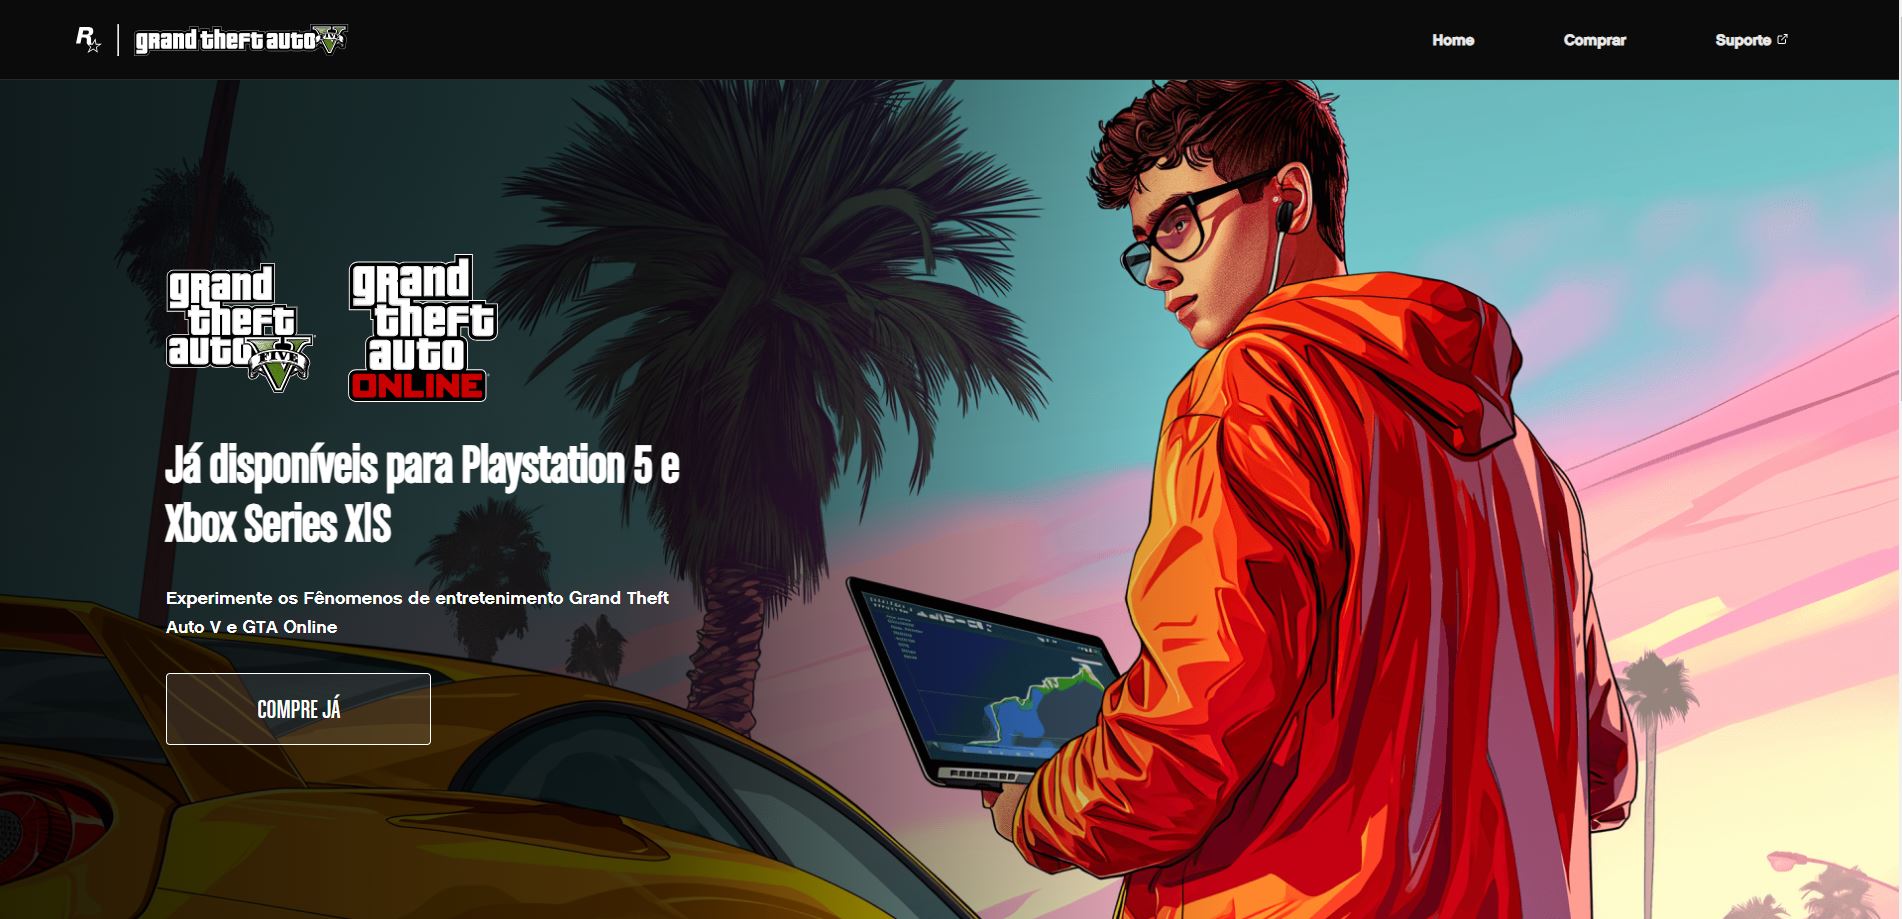 R
grand theft auto V
FIVE
Home
Comprar
Suporte
grand
theft
auto V
FIVE
grand
theft
auto
ONLINE
Já disponíveis para Playstation 5 e
Xbox Series X|S
Experimente os Fênomenos de entretenimento Grand Theft
Auto V e GTA Online
COMPRE JÁ